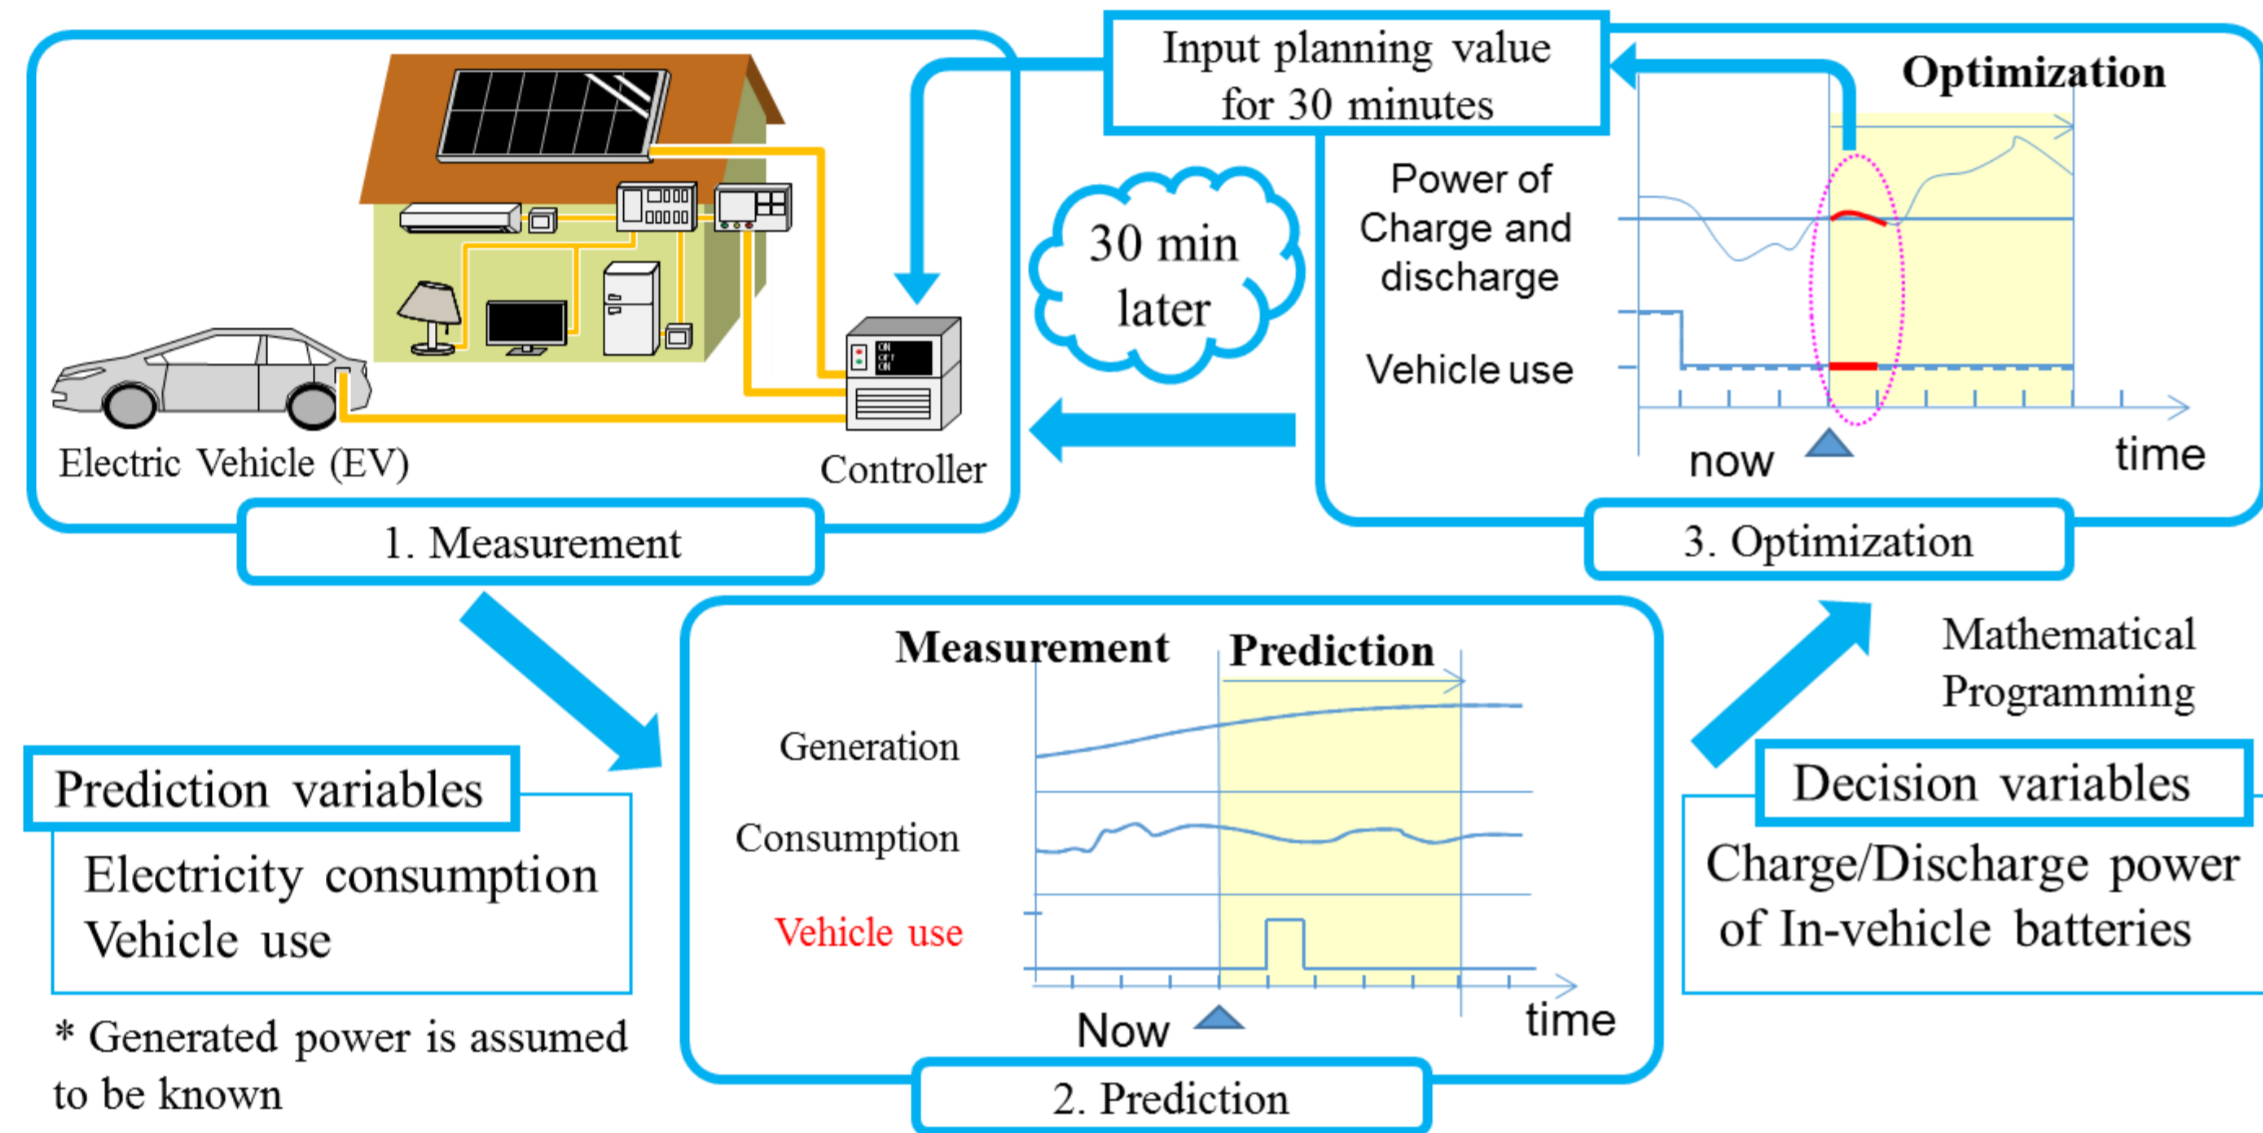 Input planning value
for 30 minutes
Optimization
Power of
Charge and
discharge
Vehicle use
now
time
30 min
later
ON
OFF
ON
Electric Vehicle (EV)
Controller
1. Measurement
3. Optimization
Mathematical
Programming
Measurement
Prediction
Generation
Consumption
Vehicle use
Now
time
2. Prediction
Prediction variables
Electricity consumption
Vehicle use
* Generated power is assumed
to be known
Decision variables
Charge/Discharge power
of In-vehicle batteries